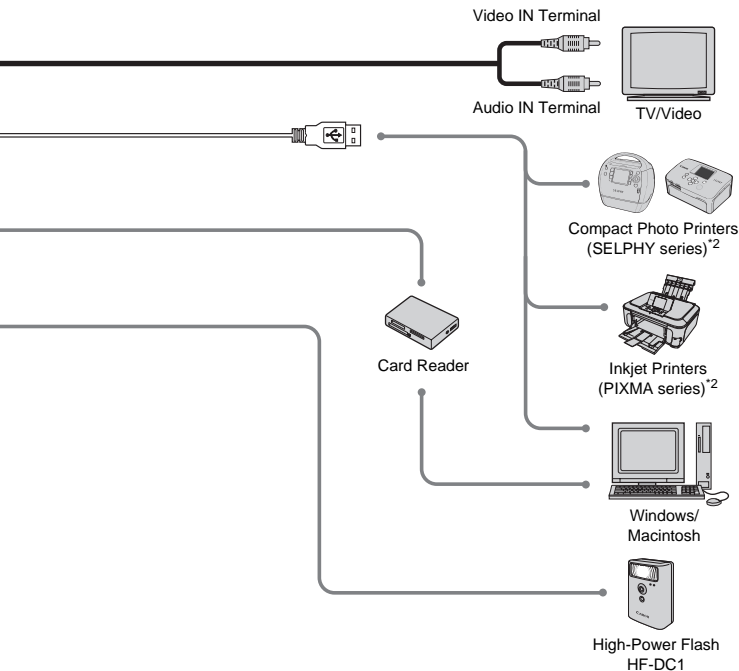 Video IN Terminal
Audio IN Terminal
TV/Video
Compact Photo Printers
(SELPHY series)*2
Card Reader
Inkjet Printers
(PIXMA series)*2
Windows/
Macintosh
Canon
High-Power Flash
HF-DC1